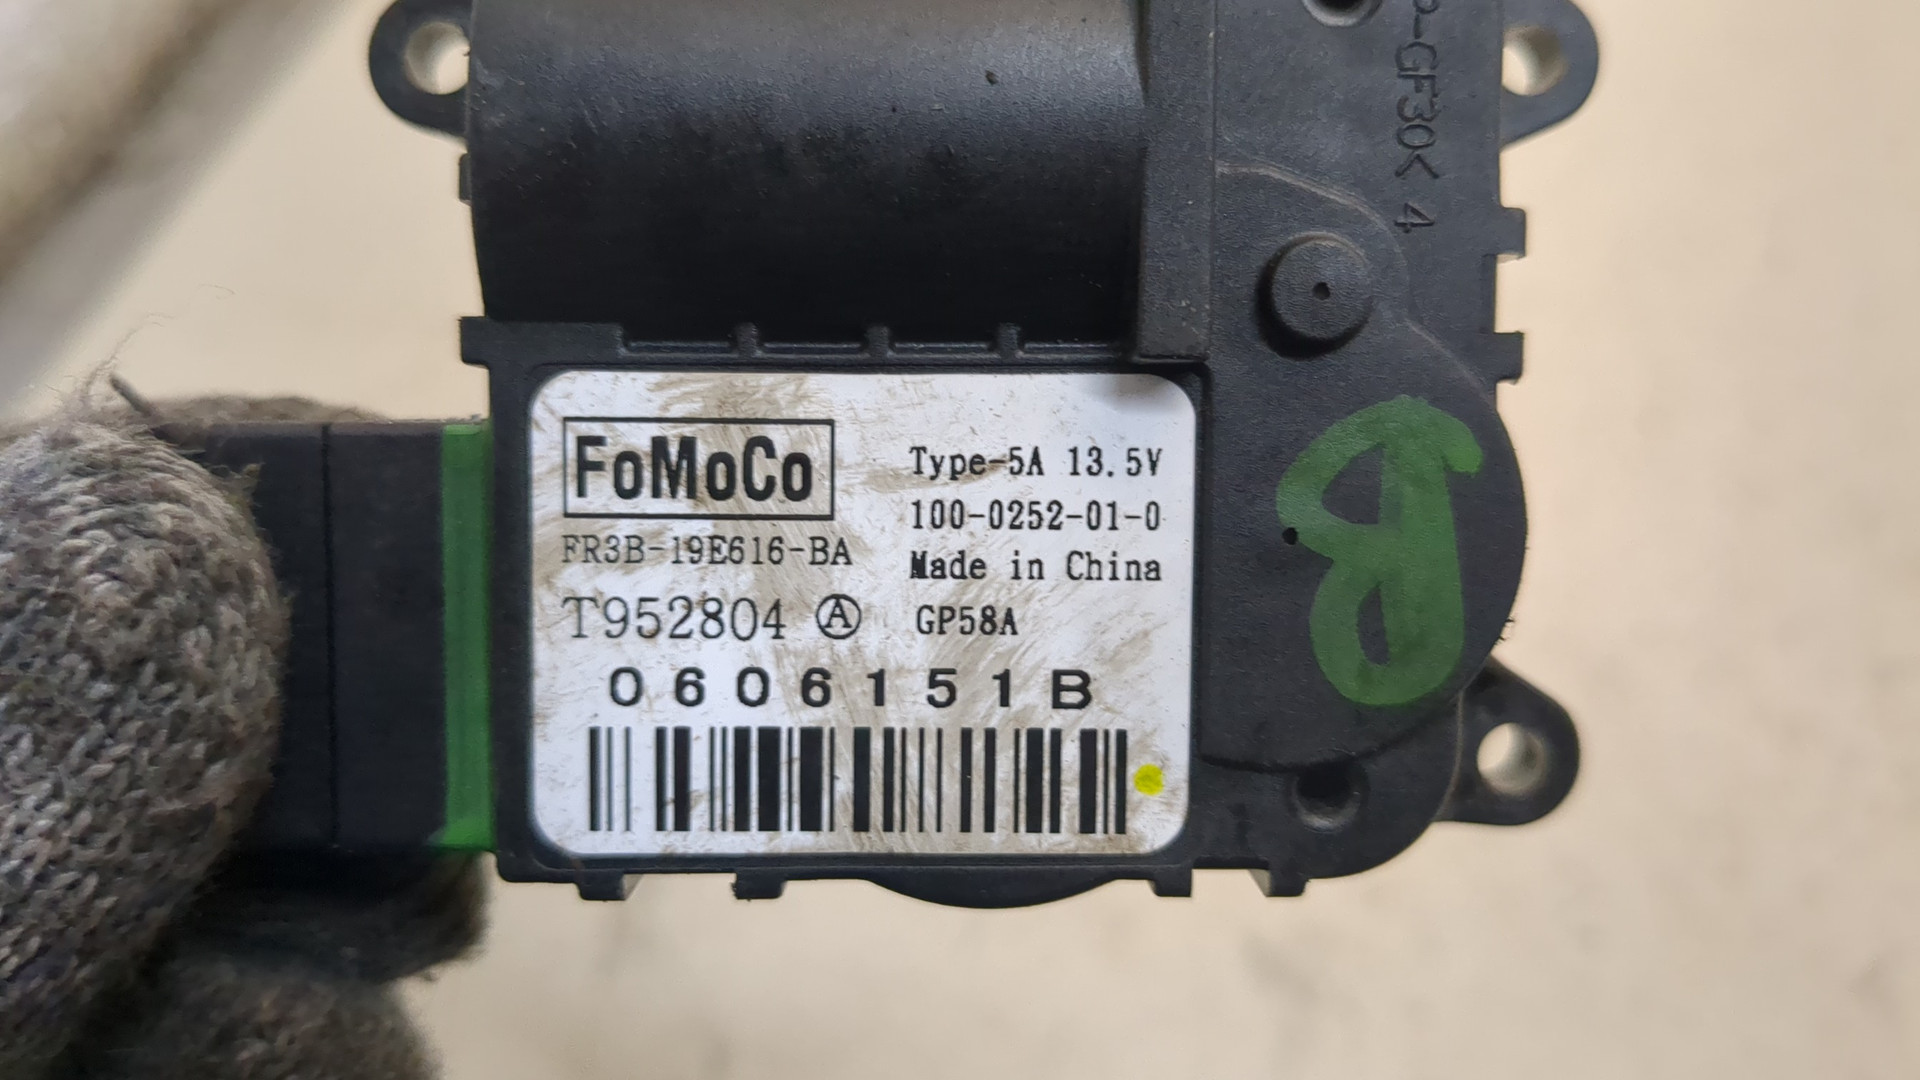 -GF30< 4
FoMoCo
FR3B-19E616-BA
T952804 Ⓐ
Type-5A 13.5V
100-0252-01-0
Made in China
GP58A
0606151B